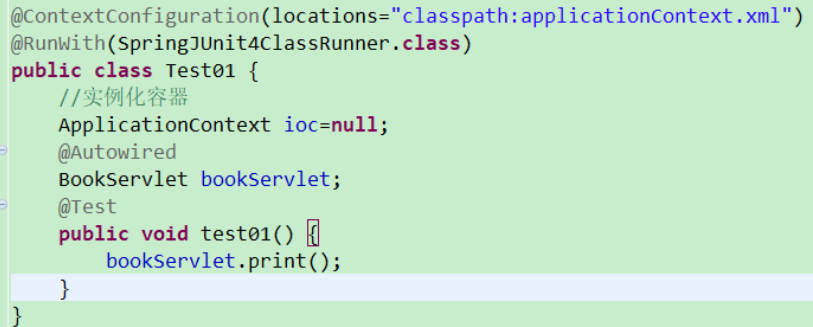 @ContextConfiguration(locations="classpath:applicationContext.xml")
@RunWith(SpringJUnit4ClassRunner.class)
public class Test01 {
    //实例化容器
    ApplicationContext ioc=null;
    @Autowired
    BookServlet bookServlet;
    @Test
    public void test01() {
        bookServlet.print();
    }
}